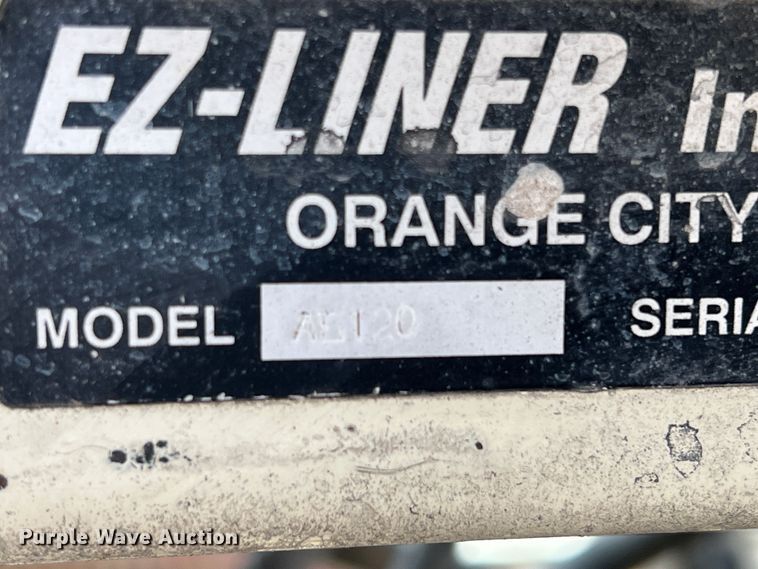 EZ-LINER In
ORANGE CITY
MODEL AL120 SERIA
Purple Wave Auction